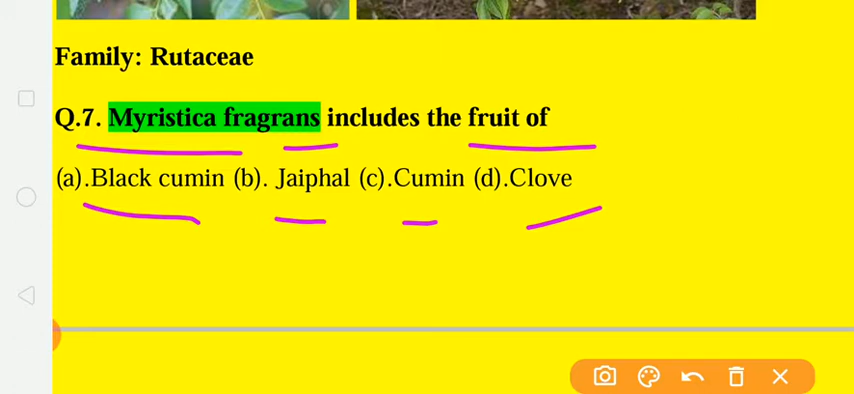 Family: Rutaceae
Q.7. Myristica fragrans includes the fruit of
(a).Black cumin (b). Jaiphal (c).Cumin (d).Clove